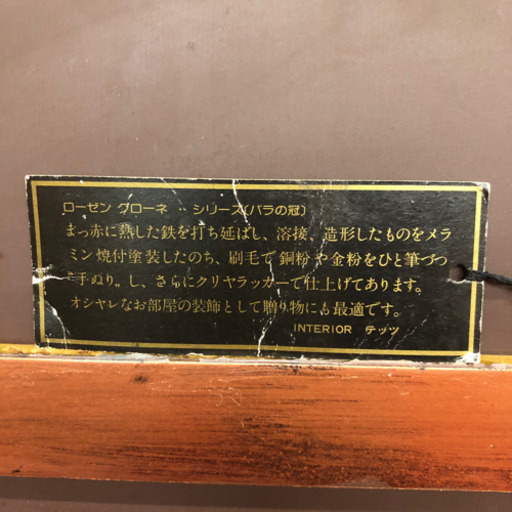 ローゼン グローネ - シリーズ(バラの冠)
まっ赤に熱した鉄を打ち延ばし、溶接、造形したものをメラ
ミン焼付塗装したのち、刷毛で銅粉や金粉をひと筆づつ
"手ぬり"し、さらにクリヤラッカーで仕上げてあります。
オシャレなお部屋の装飾として贈り物にも最適です。
INTERIOR テッツ